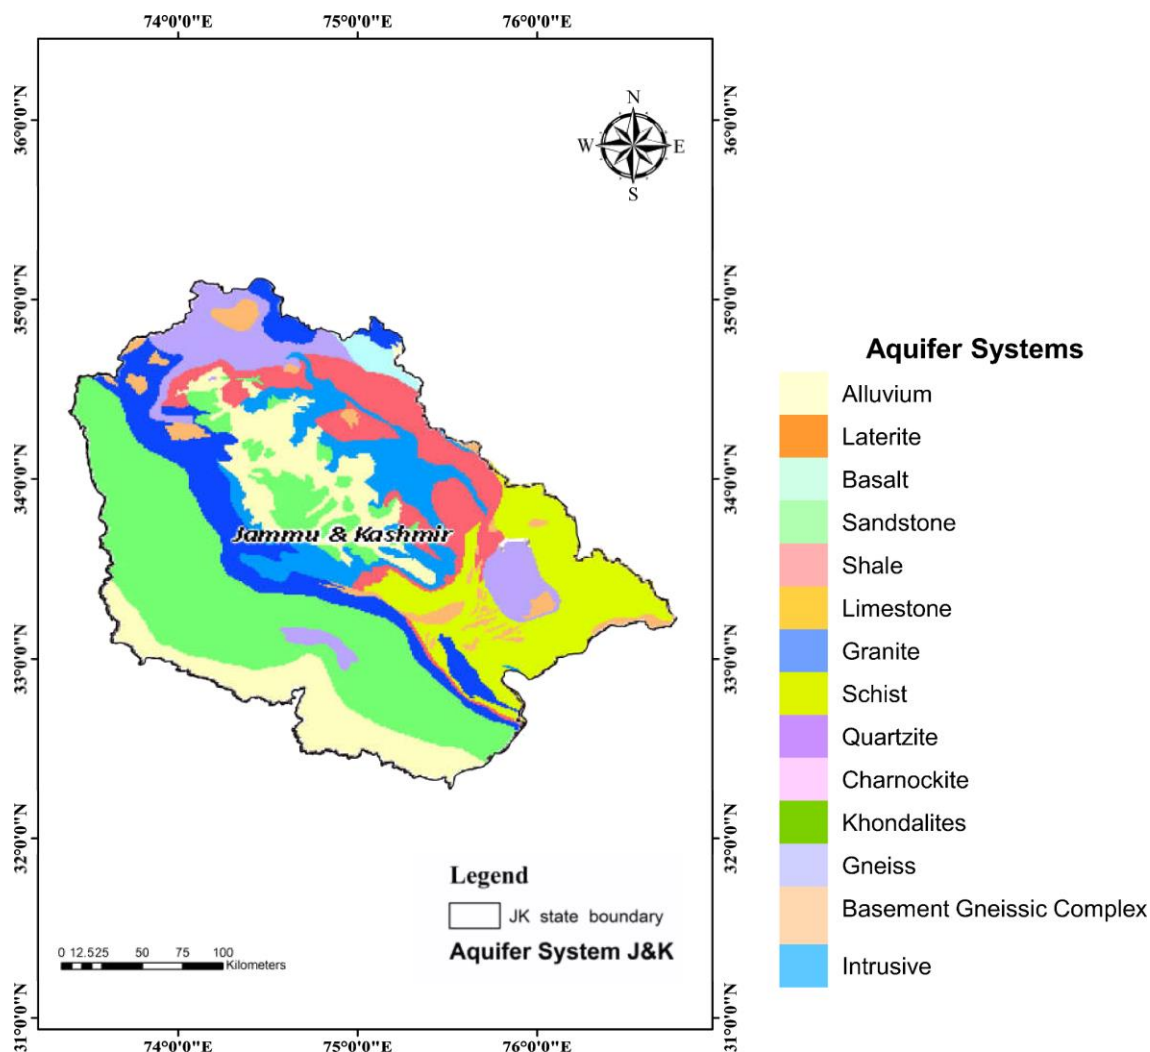 74°0'0"E 75°0'0"E 76°0'0"E
36°0'0"N 36°0'0"N
N
W E
S
35°0'0"N 35°0'0"N
Aquifer Systems
Alluvium
Laterite
Basalt
34°0'0"N 34°0'0"N
Sandstone
Jammu & Kashmir
Shale
Limestone
Granite
33°0'0"N 33°0'0"N
Schist
Quartzite
Charnockite
Khondalites
32°0'0"N 32°0'0"N
Gneiss
Legend
Basement Gneissic Complex
JK state boundary
Aquifer System J&K
0 12.525 50 75 100
Kilometers
Intrusive
31°0'0"N 31°0'0"N
74°0'0"E 75°0'0"E 76°0'0"E